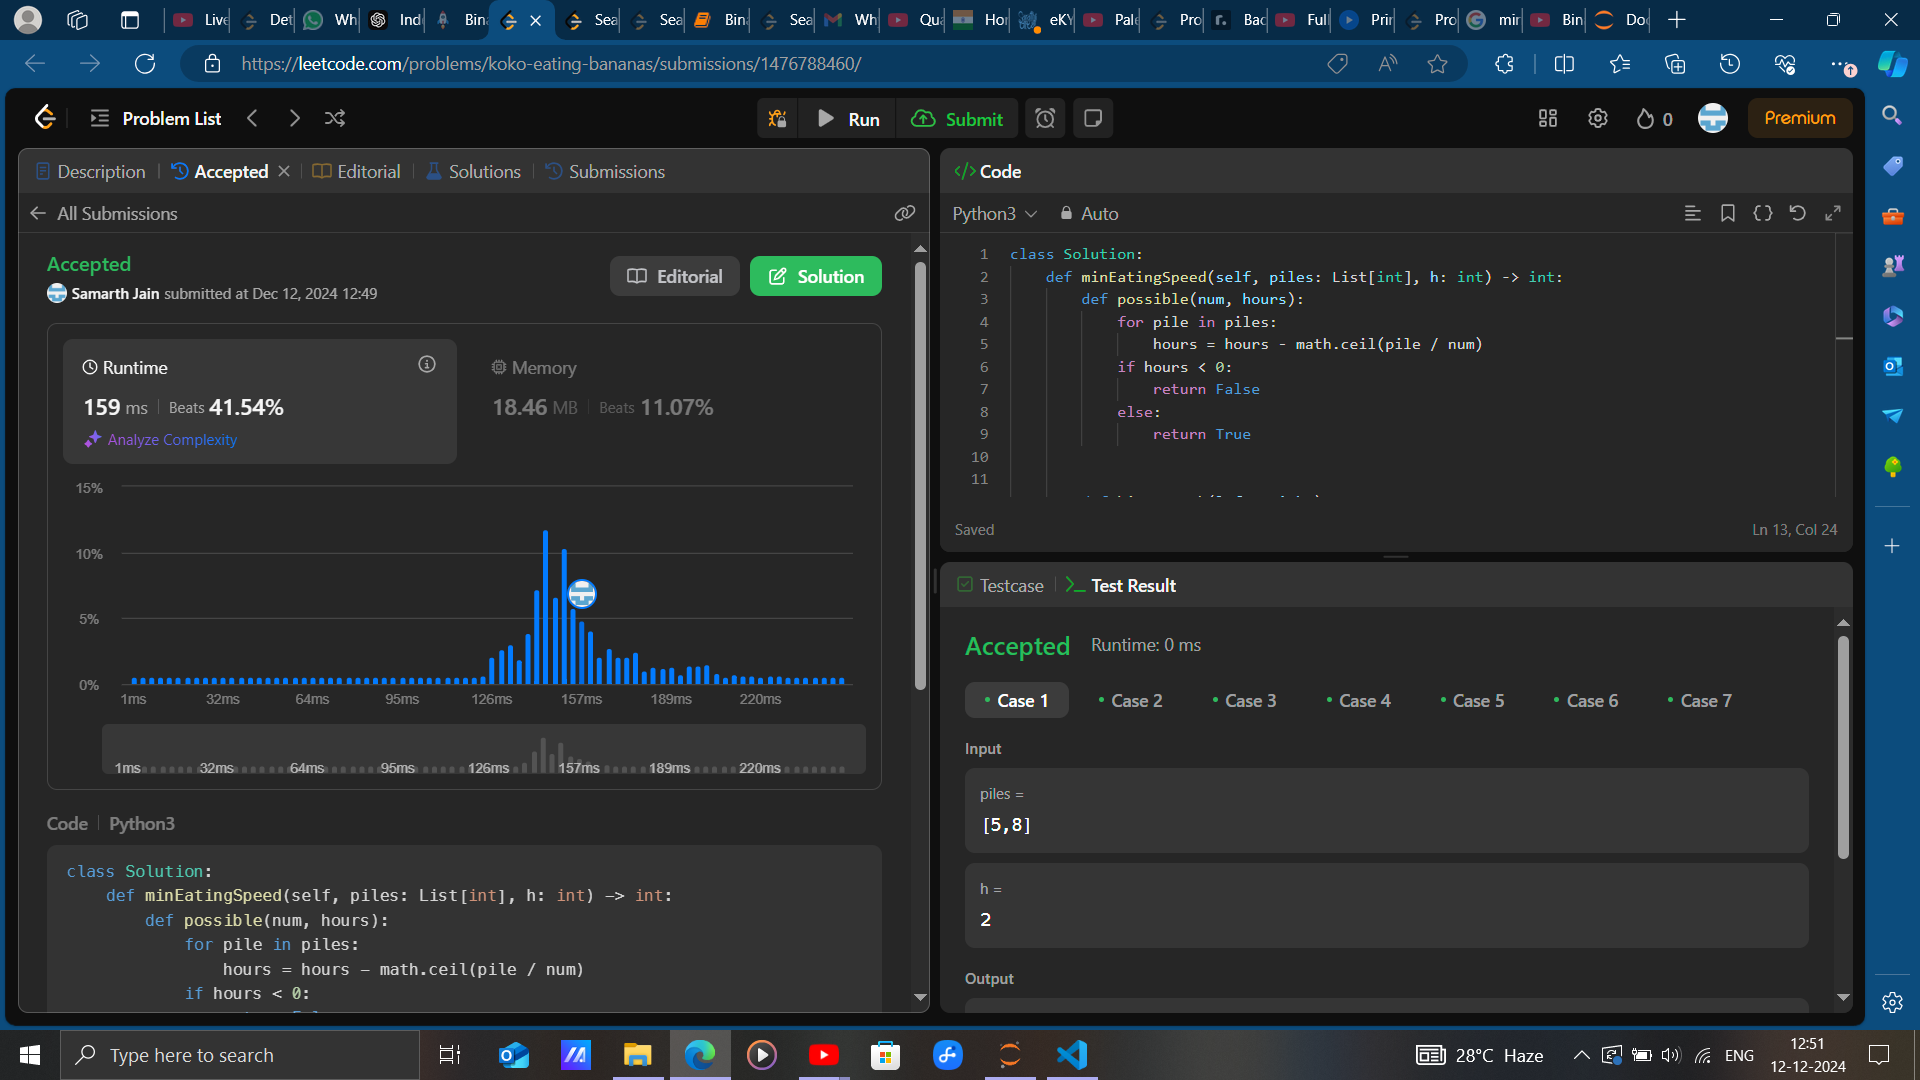 Live
Det
Wh
Ind
Bina
Sea
Sea
Bina
Sea
Why
Qua
Hor
eKY
Pale
Pro
Bac
Full
Prin
Pro
min
Bin
Doc
https://leetcode.com/problems/koko-eating-bananas/submissions/1476788460/
Problem List
Run
Submit
0
Premium
Description
Accepted
Editorial
Solutions
Submissions
All Submissions
Accepted
Samarth Jain submitted at Dec 12, 2024 12:49
Editorial
Solution
Runtime
159 ms
Beats 41.54%
Analyze Complexity
Memory
18.46 MB
Beats 11.07%
15%
10%
5%
0%
1ms 32ms 64ms 95ms 126ms 157ms 189ms 220ms
1ms 32ms 64ms 95ms 126ms 157ms 189ms 220ms
Code
Python3
class Solution:
def minEatingSpeed(self, piles: List[int], h: int) -> int:
def possible(num, hours):
for pile in piles:
hours = hours - math.ceil(pile / num)
if hours < 0:
</> Code
Python3
Auto
1 class Solution:
2 def minEatingSpeed(self, piles: List[int], h: int) -> int:
3 def possible(num, hours):
4 for pile in piles:
5 hours = hours - math.ceil(pile / num)
6 if hours < 0:
7 return False
8 else:
9 return True
10
11
Saved
Ln 13, Col 24
Testcase
Test Result
Accepted
Runtime: 0 ms
Case 1
Case 2
Case 3
Case 4
Case 5
Case 6
Case 7
Input
piles =
[5,8]
h =
2
Output
Type here to search
28°C Haze
ENG
12:51
12-12-2024